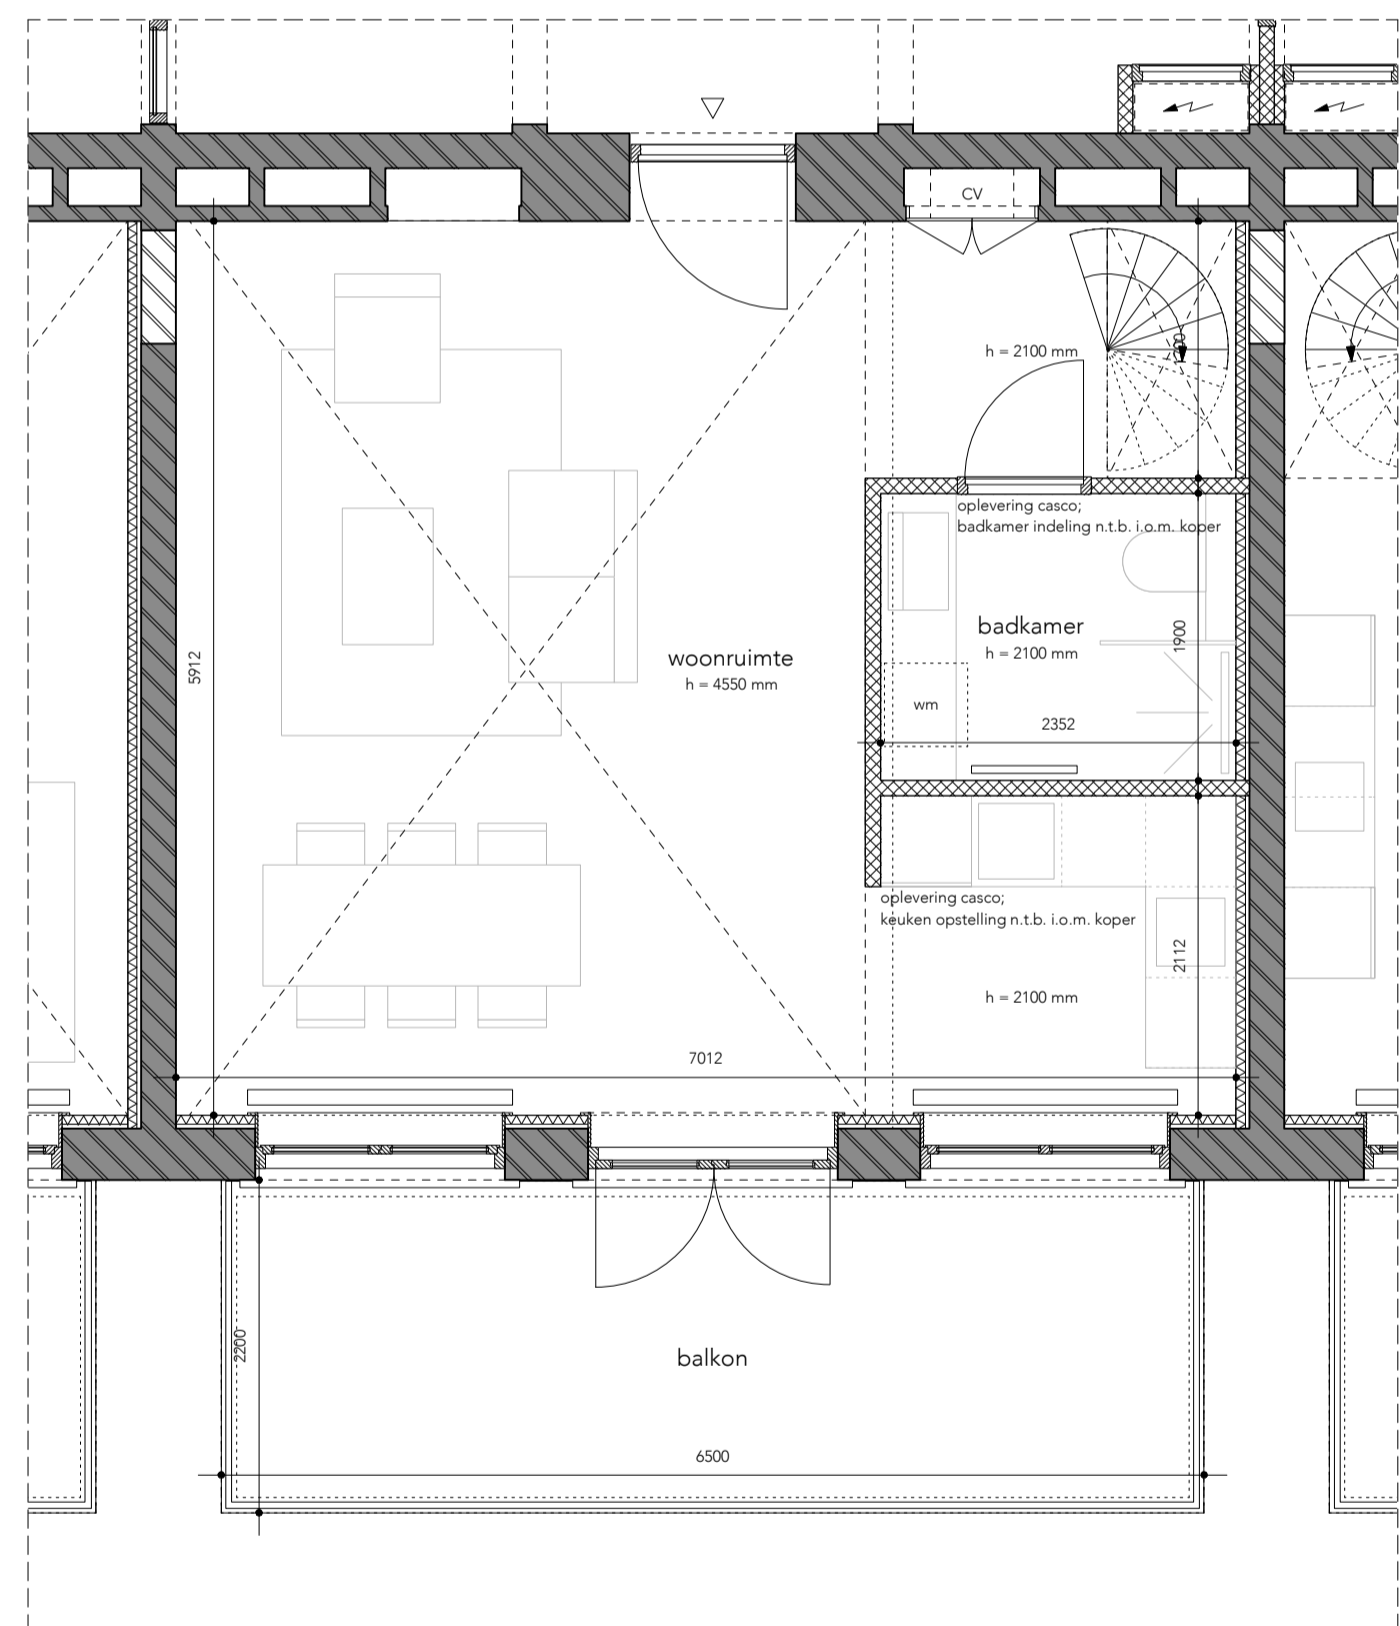 CV
h = 2100 mm
1700
oplevering casco;
badkamer indeling n.t.b. i.o.m. koper
badkamer
h = 2100 mm
1900
5912
woonruimte
h = 4550 mm
wm
2352
oplevering casco;
keuken opstelling n.t.b. i.o.m. koper
2112
h = 2100 mm
7012
2200
balkon
6500